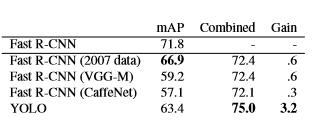 mAP Combined Gain
Fast R-CNN 71.8 - -
Fast R-CNN (2007 data) 66.9 72.4 .6
Fast R-CNN (VGG-M) 59.2 72.4 .6
Fast R-CNN (CaffeNet) 57.1 72.1 .3
YOLO 63.4 75.0 3.2